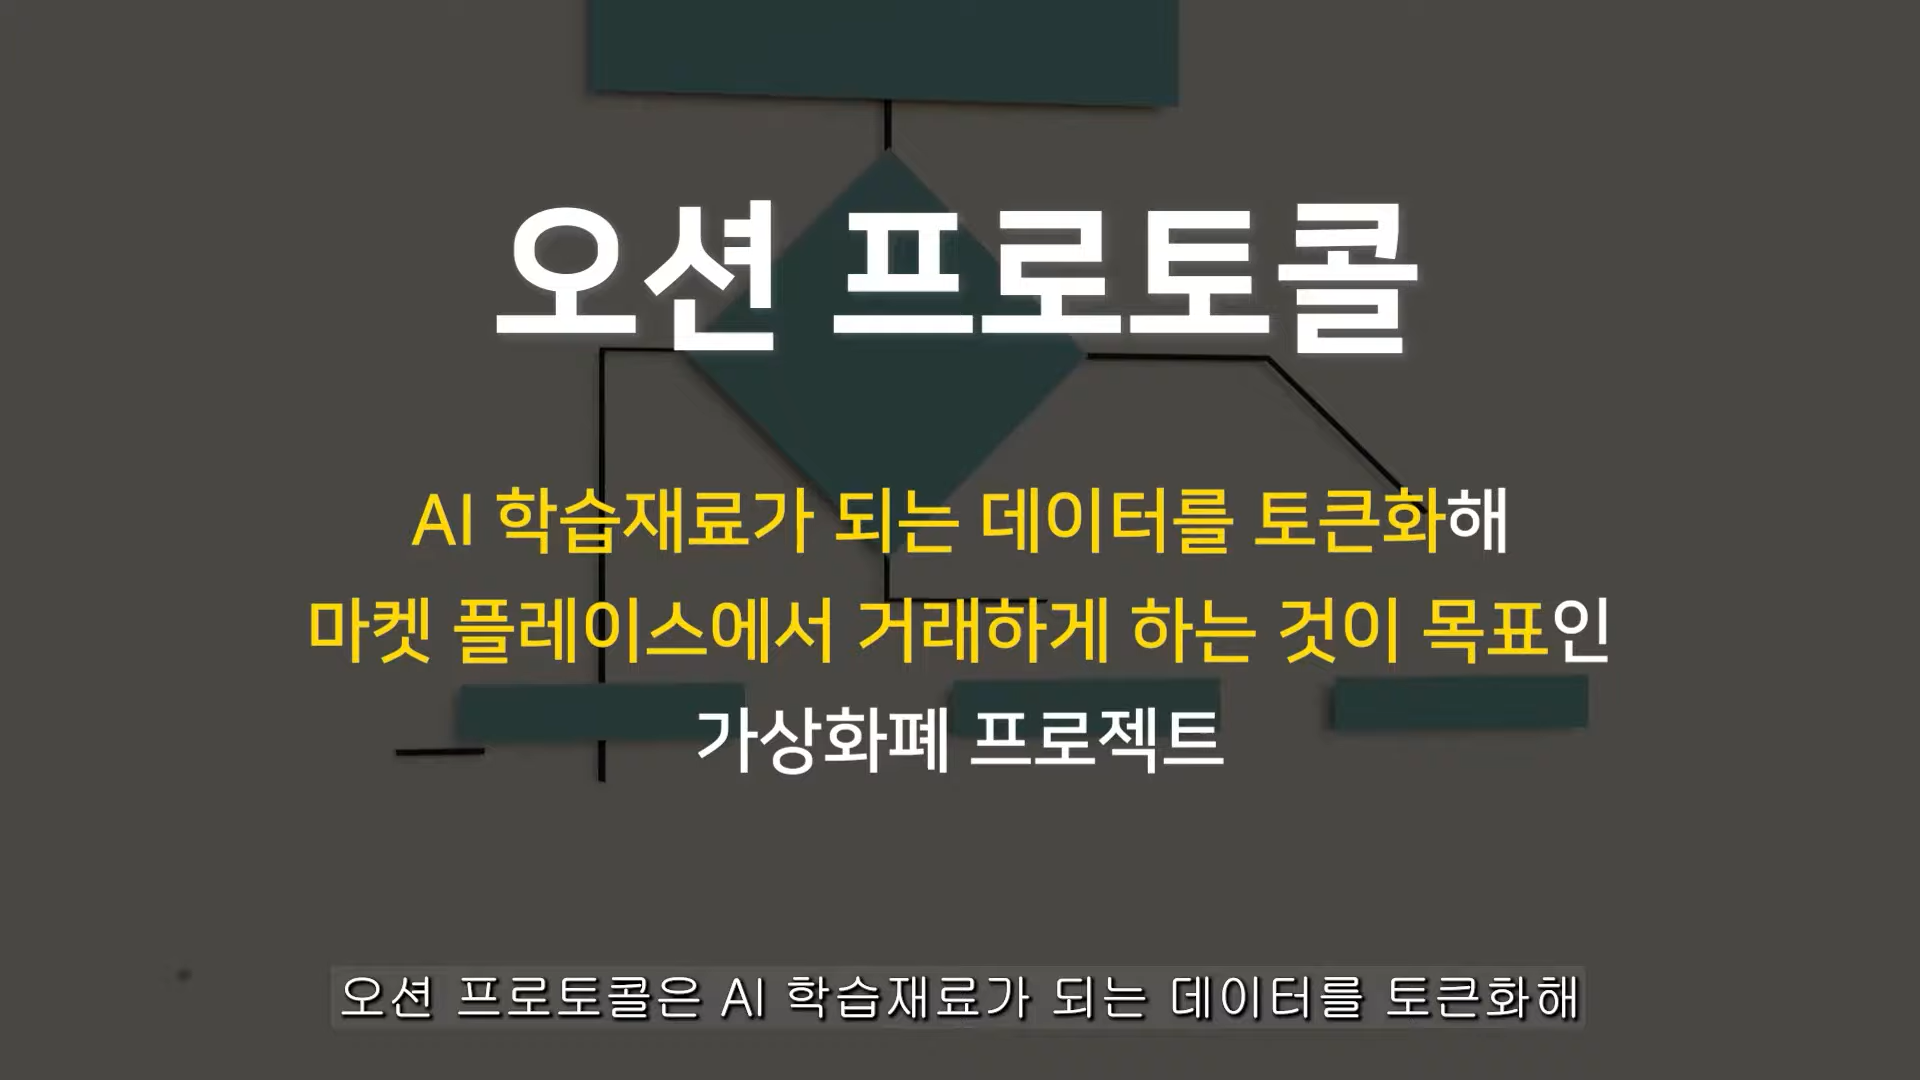 오션 프로토콜
AI 학습재료가 되는 데이터를 토큰화해
마켓 플레이스에서 거래하게 하는 것이 목표인
가상화폐 프로젝트
오션 프로토콜은 AI 학습재료가 되는 데이터를 토큰화해